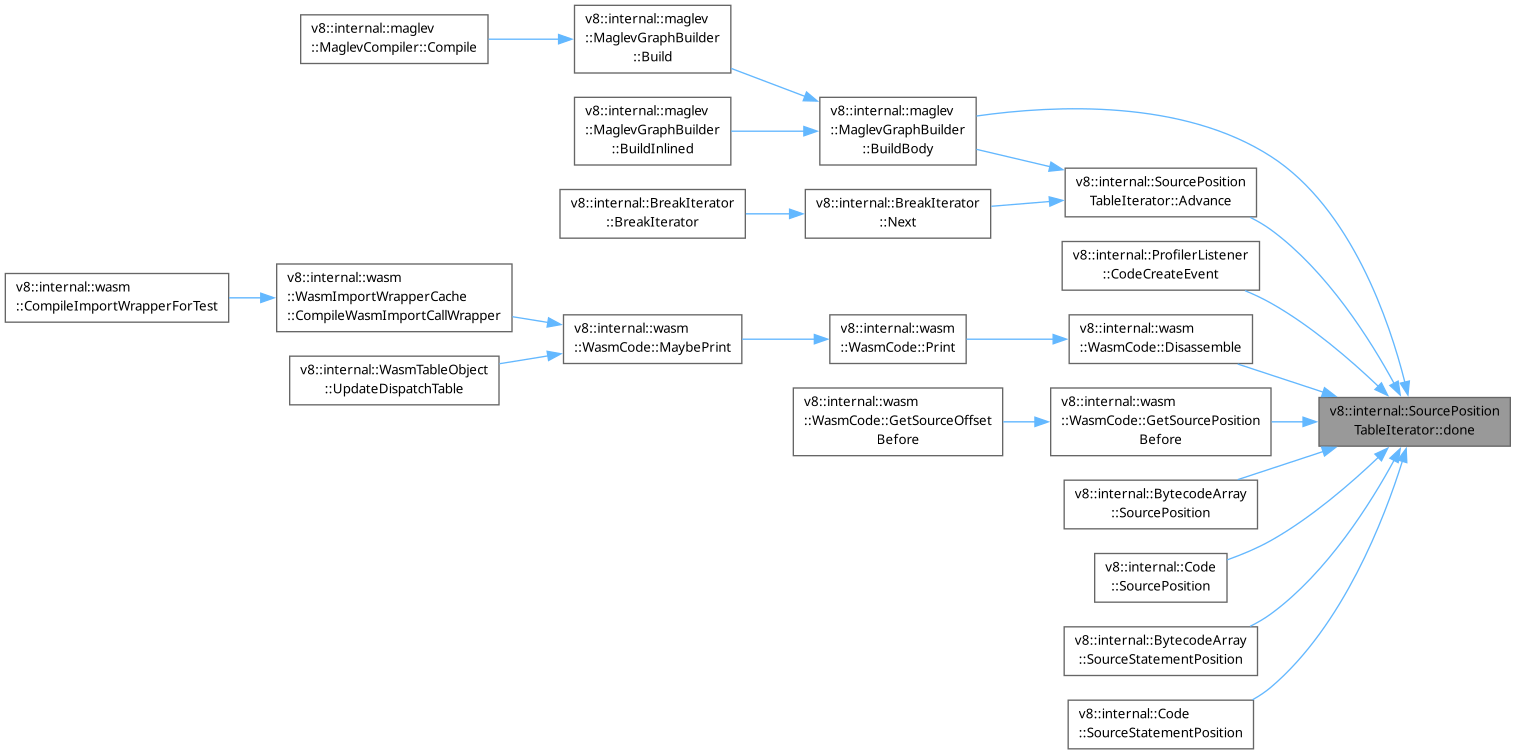 v8::internal::maglev
::MaglevCompiler::Compile
v8::internal::maglev
::MaglevGraphBuilder
::Build
v8::internal::maglev
::MaglevGraphBuilder
::BuildInlined
v8::internal::maglev
::MaglevGraphBuilder
::BuildBody
v8::internal::SourcePosition
TableIterator::Advance
v8::internal::BreakIterator
::BreakIterator
v8::internal::BreakIterator
::Next
v8::internal::ProfilerListener
::CodeCreateEvent
v8::internal::wasm
::CompileImportWrapperForTest
v8::internal::wasm
::WasmImportWrapperCache
::CompileWasmImportCallWrapper
v8::internal::WasmTableObject
::UpdateDispatchTable
v8::internal::wasm
::WasmCode::MaybePrint
v8::internal::wasm
::WasmCode::Print
v8::internal::wasm
::WasmCode::Disassemble
v8::internal::wasm
::WasmCode::GetSourceOffset
Before
v8::internal::wasm
::WasmCode::GetSourcePosition
Before
v8::internal::SourcePosition
TableIterator::done
v8::internal::BytecodeArray
::SourcePosition
v8::internal::Code
::SourcePosition
v8::internal::BytecodeArray
::SourceStatementPosition
v8::internal::Code
::SourceStatementPosition